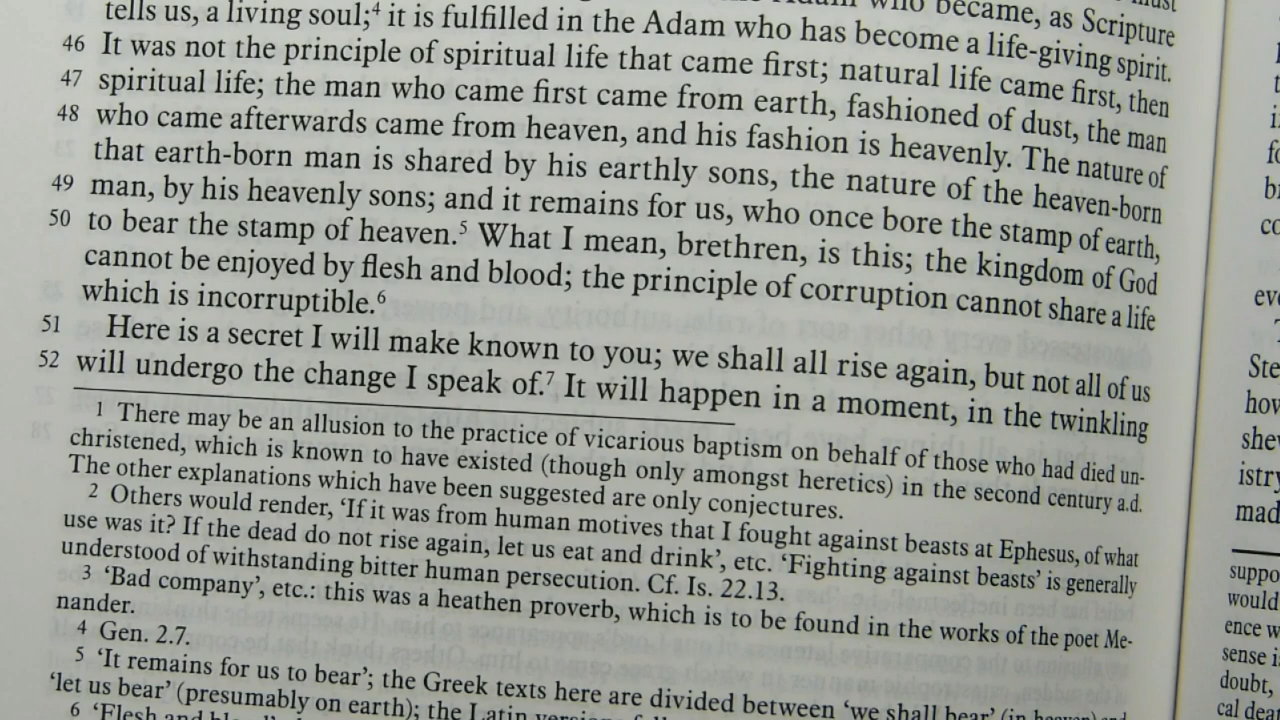 became, as Scripture
tells us, a living soul;4 it is fulfilled in the Adam who has become a life-giving spirit.
46 It was not the principle of spiritual life that came first; natural life came first, then
47 spiritual life; the man who came first came from earth, fashioned of dust, the man
48 who came afterwards came from heaven, and his fashion is heavenly. The nature of
that earth-born man is shared by his earthly sons, the nature of the heaven-born
49 man, by his heavenly sons; and it remains for us, who once bore the stamp of earth,
50 to bear the stamp of heaven.5 What I mean, brethren, is this; the kingdom of God
cannot be enjoyed by flesh and blood; the principle of corruption cannot share a life
which is incorruptible.6
51 Here is a secret I will make known to you; we shall all rise again, but not all of us
52 will undergo the change I speak of.7 It will happen in a moment, in the twinkling
1 There may be an allusion to the practice of vicarious baptism on behalf of those who had died un-
christened, which is known to have existed (though only amongst heretics) in the second century a.d.
The other explanations which have been suggested are only conjectures.
2 Others would render, ‘If it was from human motives that I fought against beasts at Ephesus, of what
use was it? If the dead do not rise again, let us eat and drink’, etc. ‘Fighting against beasts’ is generally
understood of withstanding bitter human persecution. Cf. Is. 22.13.
3 ‘Bad company’, etc.: this was a heathen proverb, which is to be found in the works of the poet Me-
nander.
4 Gen. 2.7.
5 ‘It remains for us to bear’; the Greek texts here are divided between ‘we shall bear’ (in heaven) and
‘let us bear’ (presumably on earth); the Latin
6 ‘Flesh and
Ste
how
shew
istry
mad
suppo
would
ence w
sense i
doubt,
cal dea